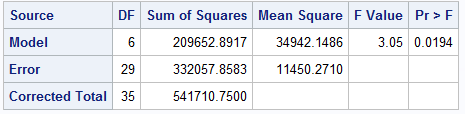 Source DF Sum of Squares Mean Square F Value Pr > F
Model 6 209652.8917 34942.1486 3.05 0.0194
Error 29 332057.8583 11450.2710
Corrected Total 35 541710.7500